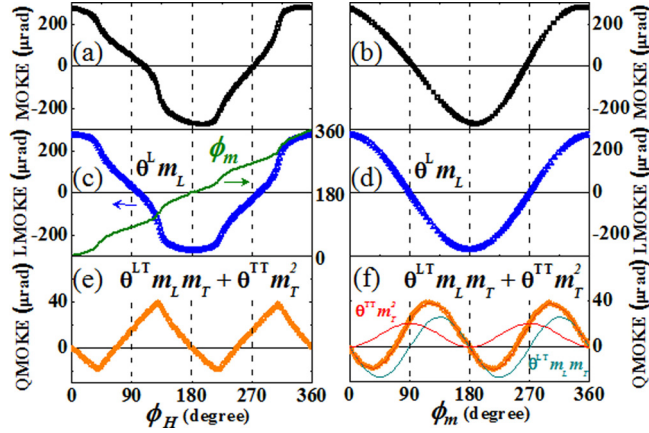 200
0
-200
MOKE (μrad)
(a)
(b)
200
0
-200
MOKE (μrad)
200
0
-200
LMOKE (μrad)
(c)
θ^L m_L
ϕ_m
360
180
0
(d)
θ^L m_L
200
0
-200
LMOKE (μrad)
40
0
QMOKE (μrad)
(e)
θ^LT m_L m_T + θ^TT m_T^2
(f)
θ^LT m_L m_T + θ^TT m_T^2
θ^TT m_T^2
θ^LT m_L m_T
40
0
QMOKE (μrad)
0 90 180 270 360
ϕ_H (degree)
0 90 180 270 360
ϕ_m (degree)